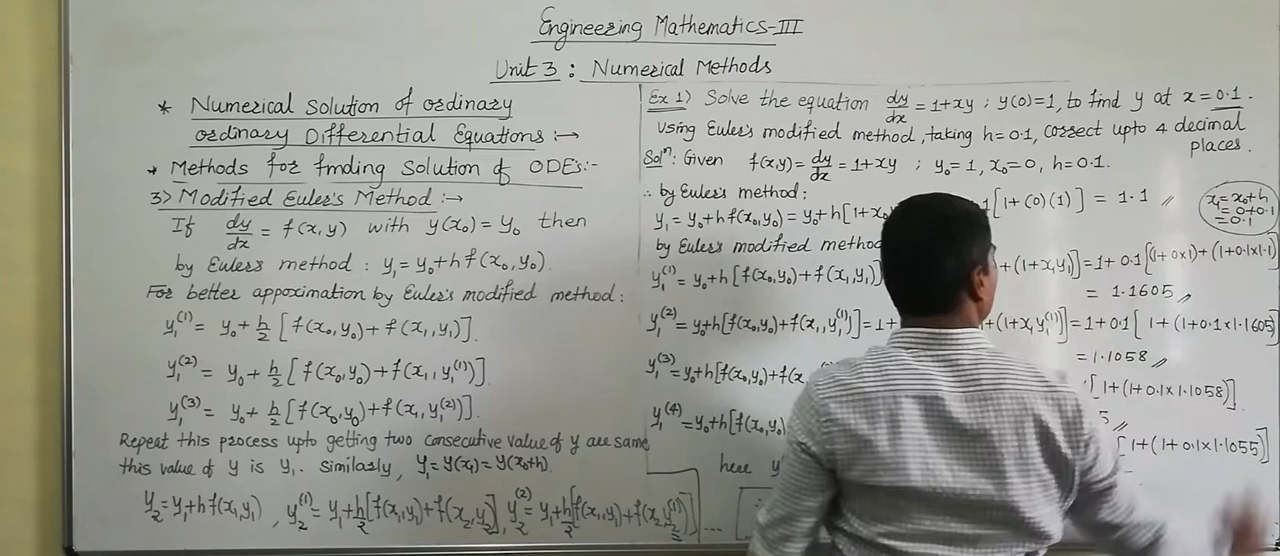 Engineering Mathematics-III
Unit 3 : Numerical Methods
* Numerical solution of ordinary
ordinary Differential Equations :→
* Methods for finding Solution of ODEs:-
3> Modified Euler's Method :→
If dy/dx = f(x,y) with y(x₀) = y₀ then
by Euler's method : y₁ = y₀+h f(x₀,y₀).
For better appoximation by Euler's modified method:
y₁⁽¹⁾ = y₀ + h/2 [f(x₀,y₀) + f(x₁,y₁)].
y₁⁽²⁾ = y₀ + h/2 [f(x₀,y₀) + f(x₁,y₁⁽¹⁾)].
y₁⁽³⁾ = y₀ + h/2 [f(x₀,y₀) + f(x₁,y₁⁽²⁾)].
Repeat this process upto getting two consecutive value of y are same
this value of y is y₁. Similarly, y₁ = y(x₁) = y(x₀+h).
y₂ = y₁+h f(x₁,y₁) , y₂⁽¹⁾ = y₁+h/2[f(x₁,y₁)+f(x₂,y₂)], y₂⁽²⁾ = y₁+h/2[f(x₁,y₁)+f(x₂,y₂⁽¹⁾)] ....
Ex 1) Solve the equation dy/dx = 1+xy ; y(0)=1, to find y at x = 0.1.
Using Euler's modified method, taking h=0.1, correct upto 4 decimal
places.
Solⁿ: Given f(x,y) = dy/dx = 1+xy ; y₀=1, x₀=0, h=0.1.
∴ by Euler's method:
y₁ = y₀+h f(x₀,y₀) = y₀+h[1+x₀ [1+(0)(1)] = 1.1 //
x₁=x₀+h
=0+0.1
=0.1
by Euler's modified method
y₁⁽¹⁾ = y₀+h[f(x₀,y₀)+f(x₁,y₁)] +(1+x₁y₁)] = 1+0.1[(1+0x1)+(1+0.1x1.1)
= 1.1605 //
y₁⁽²⁾ = y₀+h[f(x₀,y₀)+f(x₁,y₁⁽¹⁾)] = 1+ +(1+x₁y₁⁽¹⁾)] = 1+0.1[1+(1+0.1x1.1605)]
= 1.1058 //
y₁⁽³⁾ = y₀+h[f(x₀,y₀)+f(x₁ [1+(1+0.1x1.1058)].
5 //
y₁⁽⁴⁾ = y₀+h[f(x₀,y₀) [1+(1+0.1x1.1055)]
here y